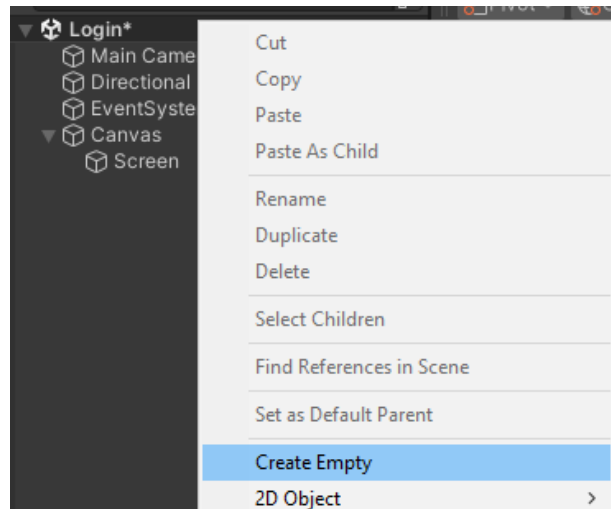 Login*
Main Came
Directional
EventSyste
Canvas
Screen
Cut
Copy
Paste
Paste As Child
Rename
Duplicate
Delete
Select Children
Find References in Scene
Set as Default Parent
Create Empty
2D Object